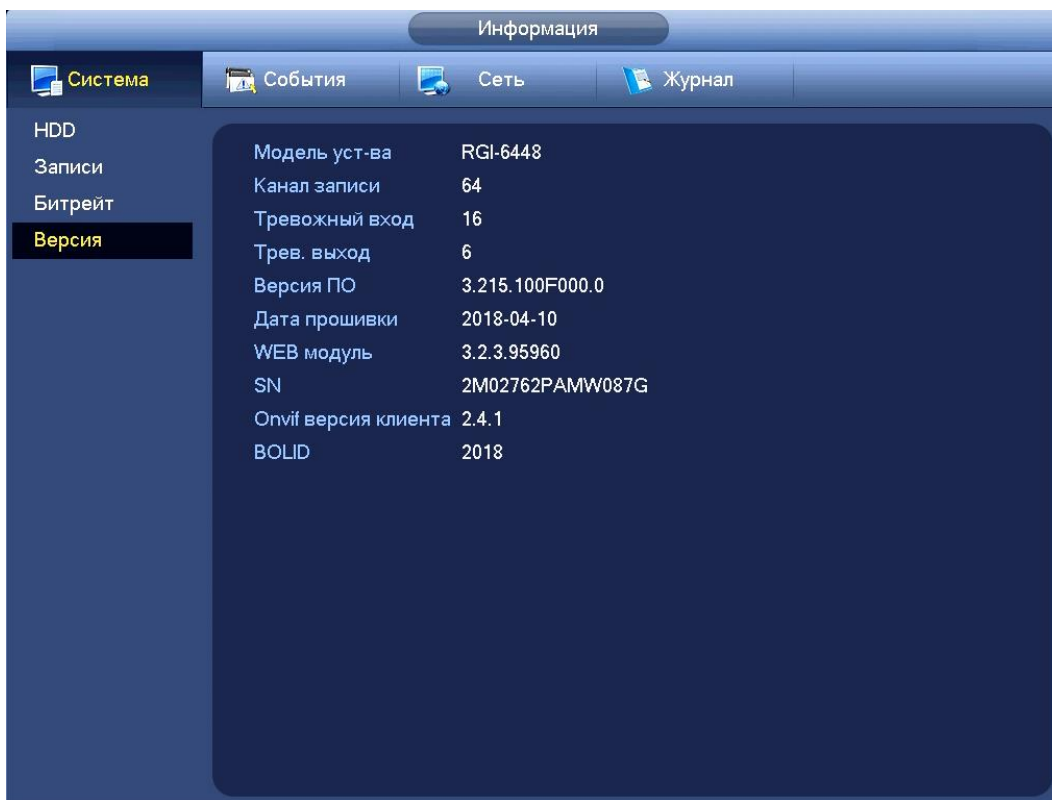 Информация
Система События Сеть Журнал
HDD
Записи
Битрейт
Версия
Модель уст-ва RGI-6448
Канал записи 64
Тревожный вход 16
Трев. выход 6
Версия ПО 3.215.100F000.0
Дата прошивки 2018-04-10
WEB модуль 3.2.3.95960
SN 2M02762PAMW087G
Onvif версия клиента 2.4.1
BOLID 2018